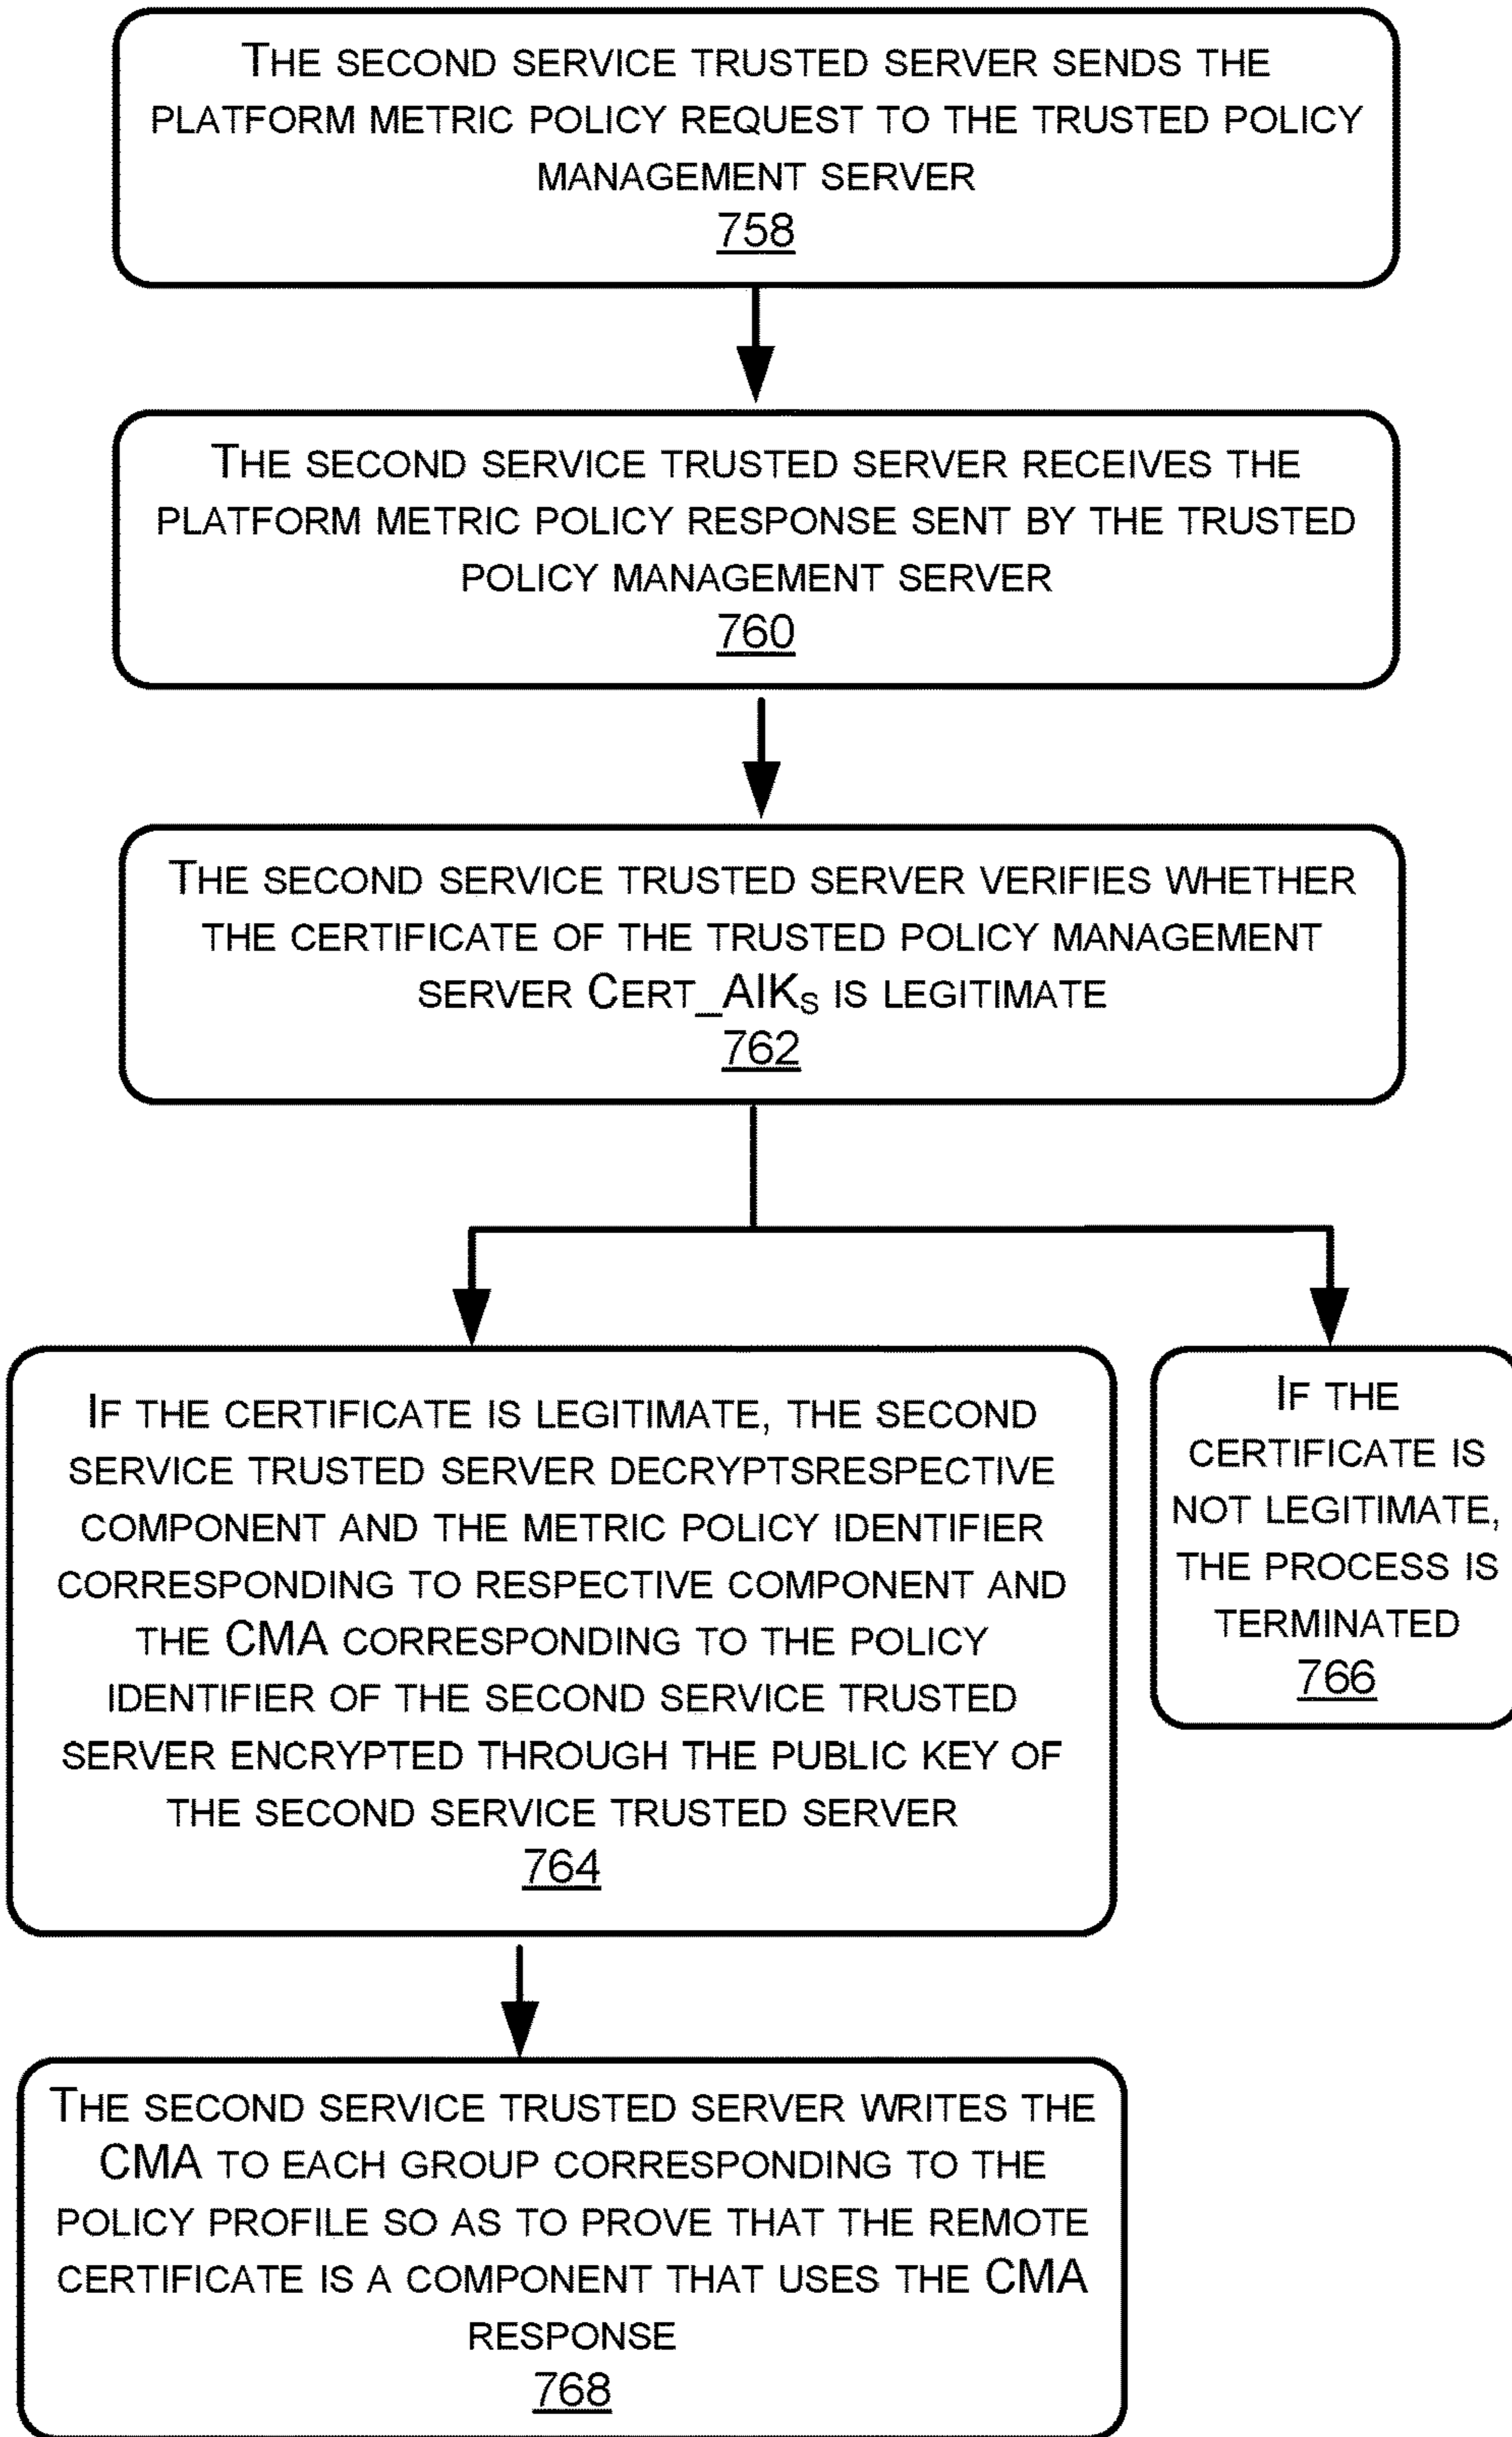 THE SECOND SERVICE TRUSTED SERVER SENDS THE
PLATFORM METRIC POLICY REQUEST TO THE TRUSTED POLICY
MANAGEMENT SERVER
758
THE SECOND SERVICE TRUSTED SERVER RECEIVES THE
PLATFORM METRIC POLICY RESPONSE SENT BY THE TRUSTED
POLICY MANAGEMENT SERVER
760
THE SECOND SERVICE TRUSTED SERVER VERIFIES WHETHER
THE CERTIFICATE OF THE TRUSTED POLICY MANAGEMENT
SERVER CERT_AIKS IS LEGITIMATE
762
IF THE CERTIFICATE IS LEGITIMATE, THE SECOND
SERVICE TRUSTED SERVER DECRYPTSRESPECTIVE
COMPONENT AND THE METRIC POLICY IDENTIFIER
CORRESPONDING TO RESPECTIVE COMPONENT AND
THE CMA CORRESPONDING TO THE POLICY
IDENTIFIER OF THE SECOND SERVICE TRUSTED
SERVER ENCRYPTED THROUGH THE PUBLIC KEY OF
THE SECOND SERVICE TRUSTED SERVER
764
IF THE
CERTIFICATE IS
NOT LEGITIMATE,
THE PROCESS IS
TERMINATED
766
THE SECOND SERVICE TRUSTED SERVER WRITES THE
CMA TO EACH GROUP CORRESPONDING TO THE
POLICY PROFILE SO AS TO PROVE THAT THE REMOTE
CERTIFICATE IS A COMPONENT THAT USES THE CMA
RESPONSE
768